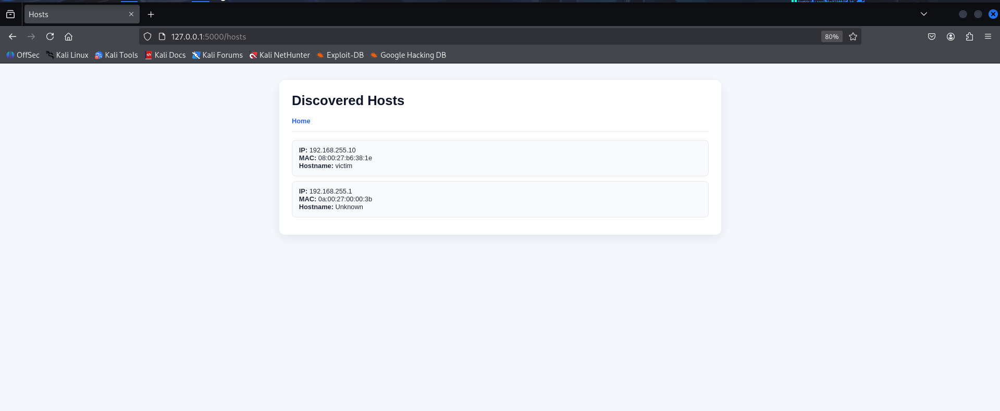 Hosts
127.0.0.1:5000/hosts
80%
OffSec Kali Linux Kali Tools Kali Docs Kali Forums Kali NetHunter Exploit-DB Google Hacking DB
Discovered Hosts
Home
IP: 192.168.255.10
MAC: 08:00:27:b6:38:1e
Hostname: victim
IP: 192.168.255.1
MAC: 0a:00:27:00:00:3b
Hostname: Unknown